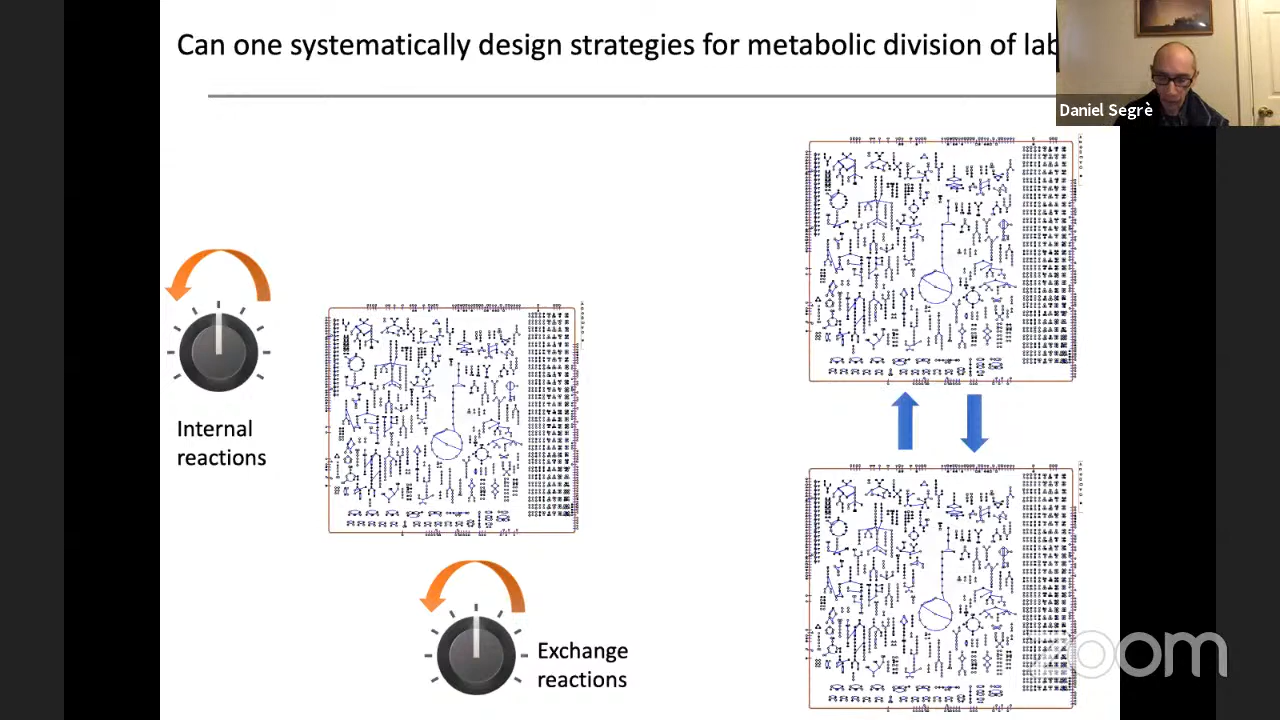 Can one systematically design strategies for metabolic division of lab
Daniel Segrè
Internal
reactions
Exchange
reactions
zoom